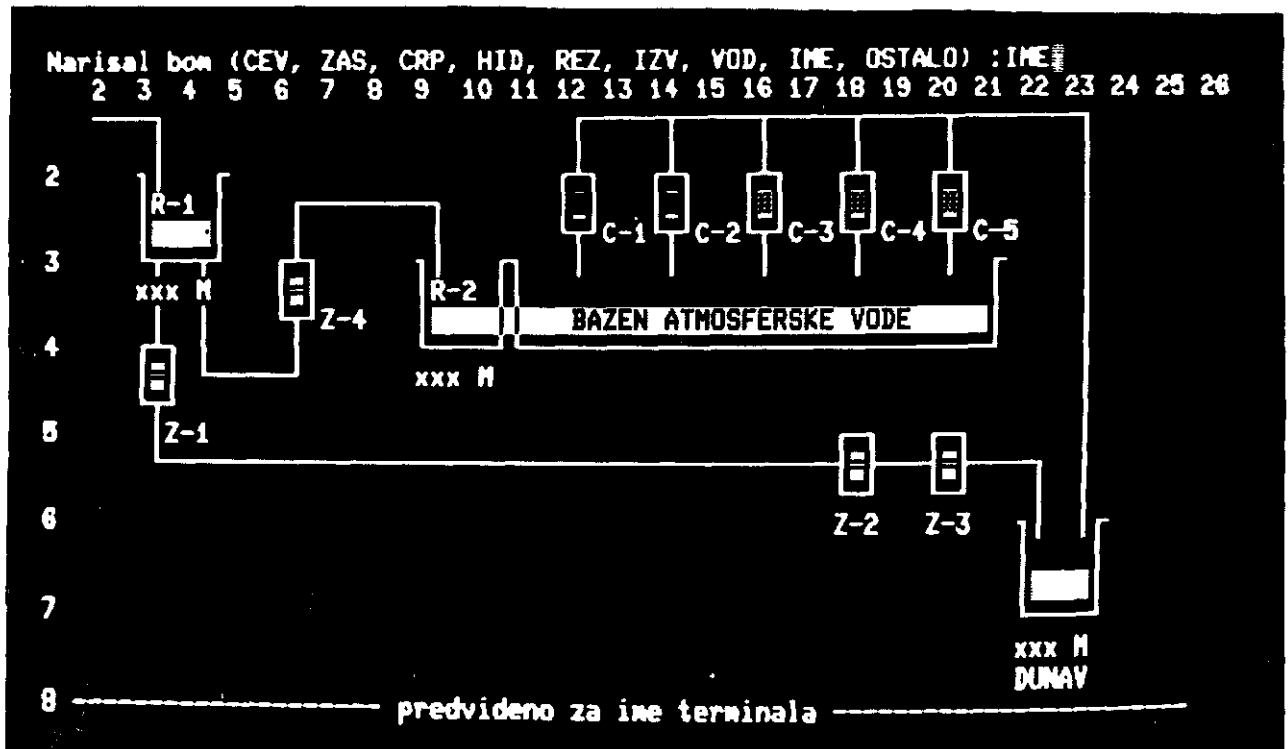 Narisal bom (CEV, ZAS, CRP, HID, REZ, IZV, VOD, IME, OSTALO) :IME
2 3 4 5 6 7 8 9 10 11 12 13 14 15 16 17 18 19 20 21 22 23 24 25 26
2
R-1
C-1 C-2 C-3 C-4 C-5
3
xxx M
R-2
Z-4
BAZEN ATMOSFERSKE VODE
4
xxx M
Z-1
5
6
Z-2 Z-3
7
xxx M
DUNAV
8
predvideno za ime terminala